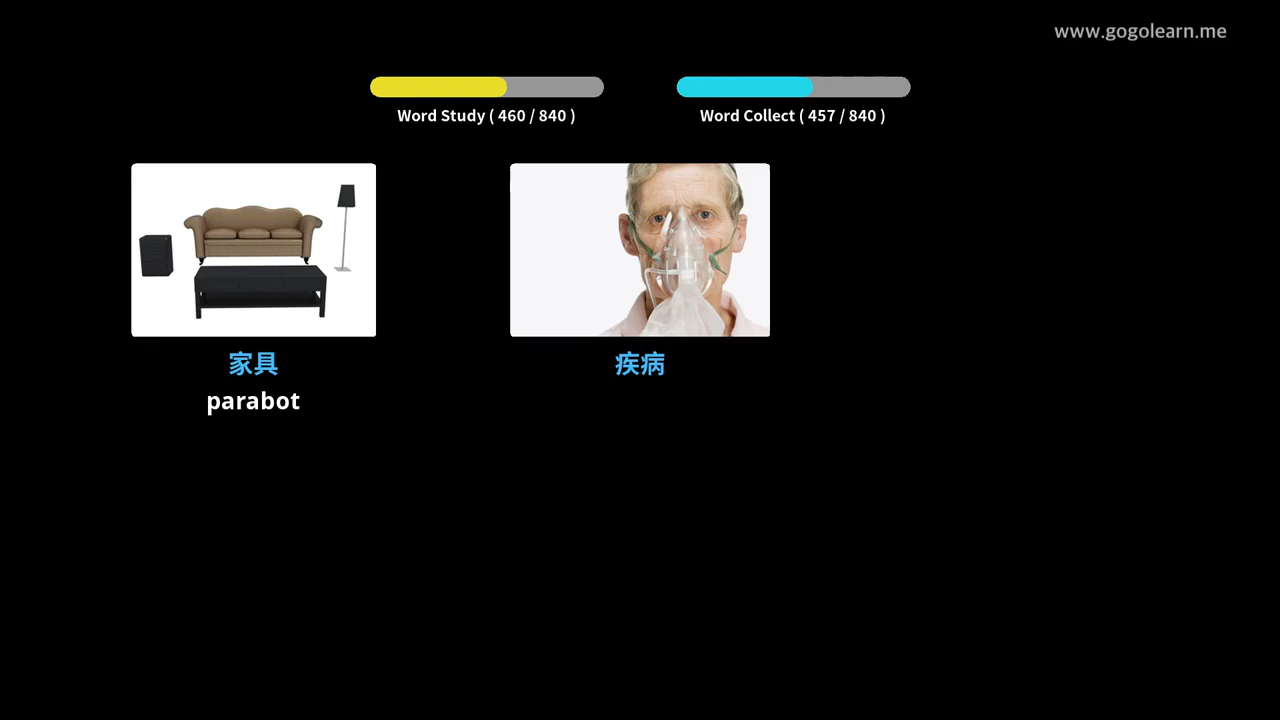 www.gogolearn.me
Word Study ( 460 / 840 )
Word Collect ( 457 / 840 )
家具
parabot
疾病